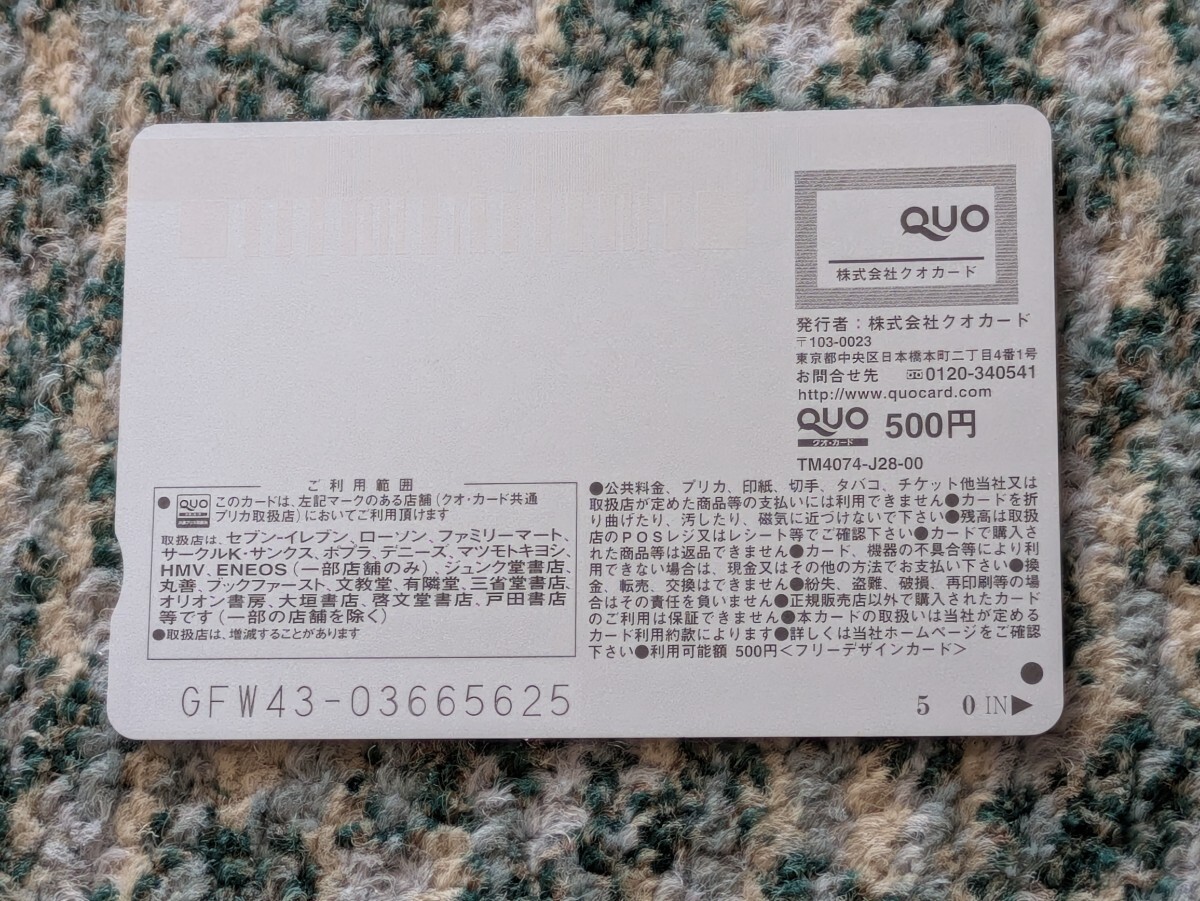 QUO
株式会社クオカード
発行者：株式会社クオカード
〒103-0023
東京都中央区日本橋本町二丁目4番1号
お問合せ先 0120-340541
http://www.quocard.com
QUO 500円
クオ・カード
TM4074-J28-00
ご利用範囲
●QUO このカードは、左記マークのある店舗（クオ・カード共通
プリカ取扱店）においてご利用頂けます
取扱店は、セブン-イレブン、ローソン、ファミリーマート、
サークルK・サンクス、ポプラ、デニーズ、マツモトキヨシ、
HMV、ENEOS（一部店舗のみ）、ジュンク堂書店、
丸善、ブックファースト、文教堂、有隣堂、三省堂書店、
オリオン書房、大垣書店、啓文堂書店、戸田書店
等です（一部の店舗を除く）
●取扱店は、増減することがあります
●公共料金、プリカ、印紙、切手、タバコ、チケット他当社又は
取扱店が定めた商品等の支払いには利用できません●カードを折
り曲げたり、汚したり、磁気に近づけないで下さい●残高は取扱
店のPOSレジ又はレシート等でご確認下さい●カードで購入さ
れた商品等は返品できません●カード、機器の不具合等により利
用できない場合は、現金又はその他の方法でお支払い下さい●換
金、転売、交換はできません●紛失、盗難、破損、再印刷等の場
合はその責任を負いません●正規販売店以外で購入されたカード
のご利用は保証できません●本カードの取扱いは当社が定める
カード利用約款によります●詳しくは当社ホームページをご確認
下さい●利用可能額 500円＜フリーデザインカード＞
GFW43-03665625
5 0 IN▶